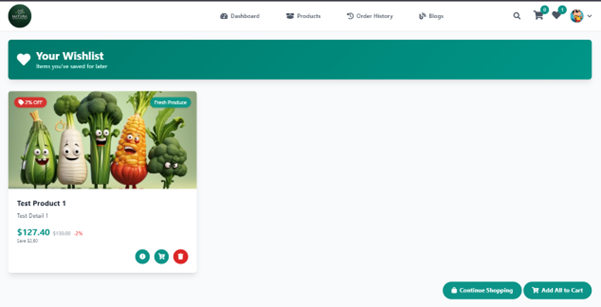 Dashboard
Products
Order History
Blogs
0
1
Your Wishlist
Items you've saved for later
2% OFF
Fresh Produce
Test Product 1
Test Detail 1
$127.40 $130.00 -2%
Save $2.60
Continue Shopping
Add All to Cart